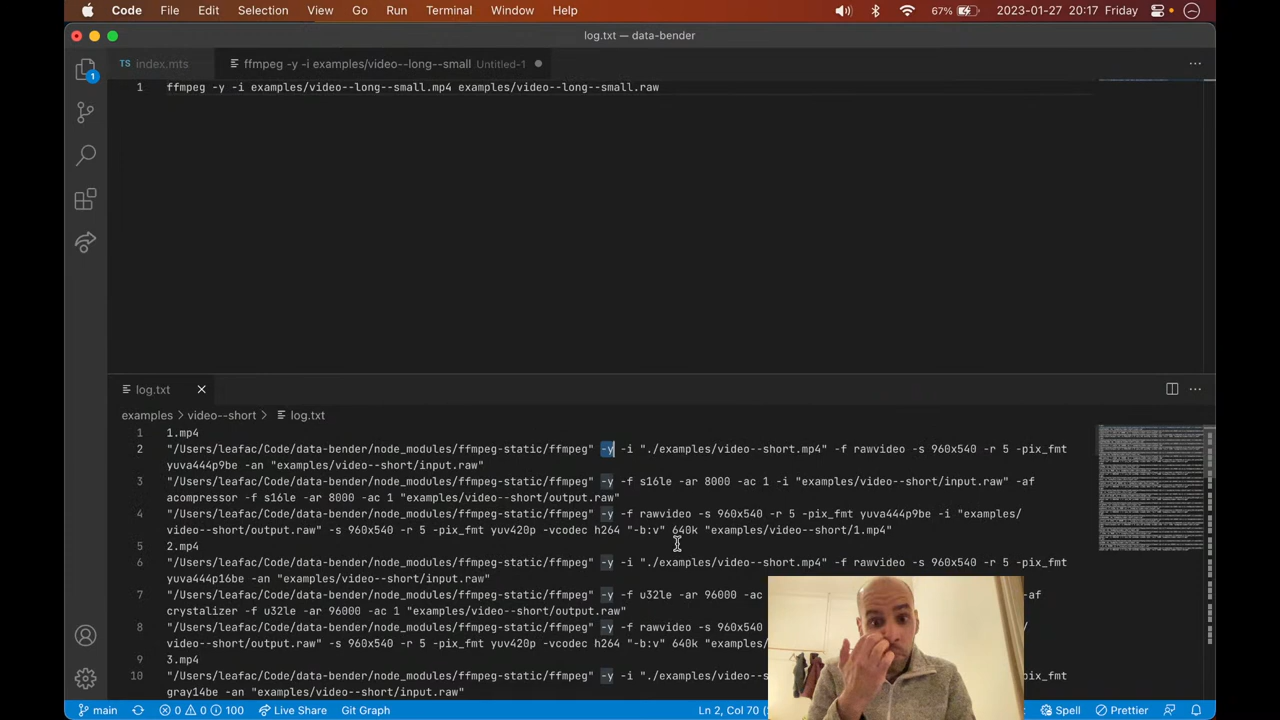 Code File Edit Selection View Go Run Terminal Window Help 67% 2023-01-27 20:17 Friday
log.txt — data-bender
TS index.mts ffmpeg -y -i examples/video--long--small Untitled-1
1 ffmpeg -y -i examples/video--long--small.mp4 examples/video--long--small.raw
1
log.txt
examples video--short log.txt
1 1.mp4
2 "/Users/leafac/Code/data-bender/node_modules/ffmpeg-static/ffmpeg" -y -i "./examples/video--short.mp4" -f rawvideo -s 960x540 -r 5 -pix_fmt
yuva444p9be -an "examples/video--short/input.raw"
3 "/Users/leafac/Code/data-bender/node_modules/ffmpeg-static/ffmpeg" -y -f s16le -ar 8000 -ac 1 -i "examples/video--short/input.raw" -af
acompressor -f s16le -ar 8000 -ac 1 "examples/video--short/output.raw"
4 "/Users/leafac/Code/data-bender/node_modules/ffmpeg-static/ffmpeg" -y -f rawvideo -s 960x540 -r 5 -pix_fmt yuva444p9be -i "examples/
video--short/output.raw" -s 960x540 -r 5 -pix_fmt yuv420p -vcodec h264 "-b:v" 640k "examples/video--short/1.mp4"
5 2.mp4
6 "/Users/leafac/Code/data-bender/node_modules/ffmpeg-static/ffmpeg" -y -i "./examples/video--short.mp4" -f rawvideo -s 960x540 -r 5 -pix_fmt
yuva444p16be -an "examples/video--short/input.raw"
7 "/Users/leafac/Code/data-bender/node_modules/ffmpeg-static/ffmpeg" -y -f u32le -ar 96000 -ac af
crystalizer -f u32le -ar 96000 -ac 1 "examples/video--short/output.raw"
8 "/Users/leafac/Code/data-bender/node_modules/ffmpeg-static/ffmpeg" -y -f rawvideo -s 960x540 /
video--short/output.raw" -s 960x540 -r 5 -pix_fmt yuv420p -vcodec h264 "-b:v" 640k
9 3.mp4
10 "/Users/leafac/Code/data-bender/node_modules/ffmpeg-static/ffmpeg" -y -i "./examples/video--s _fmt
gray14be -an "examples/video--short/input.raw"
main 0 0 100 Live Share Git Graph Ln 2, Col 70 ( Spell Prettier